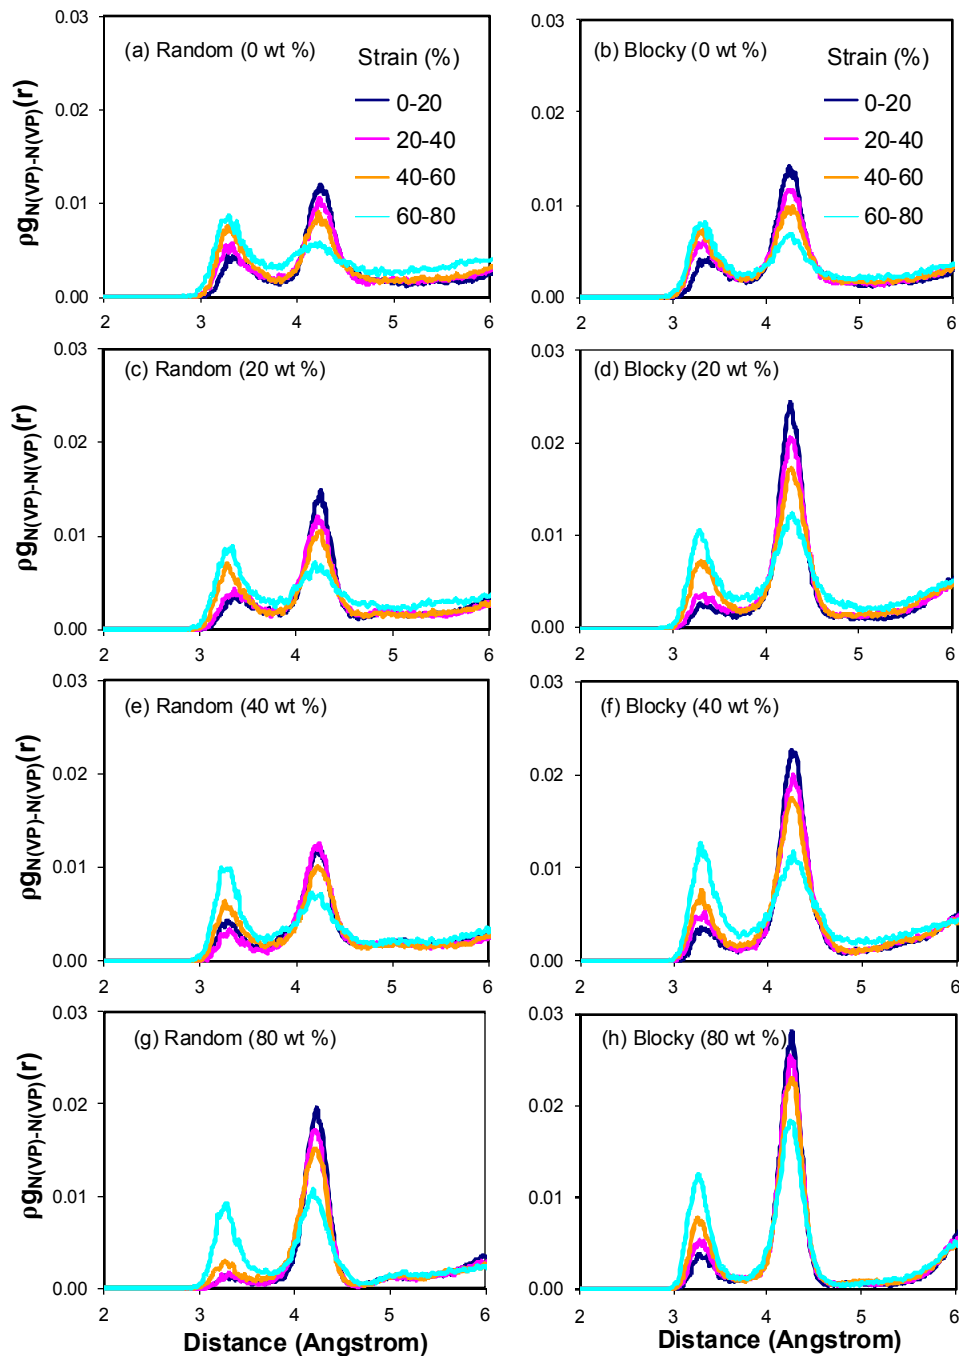 (a) Random (0 wt %)
Strain (%)
0-20
20-40
40-60
60-80
ρgN(VP)-N(VP)(r)
0.03
0.02
0.01
0.00
2 3 4 5 6
(b) Blocky (0 wt %)
Strain (%)
0-20
20-40
40-60
60-80
0.03
0.02
0.01
0.00
2 3 4 5 6
(c) Random (20 wt %)
ρgN(VP)-N(VP)(r)
0.03
0.02
0.01
0.00
2 3 4 5 6
(d) Blocky (20 wt %)
0.03
0.02
0.01
0.00
2 3 4 5 6
(e) Random (40 wt %)
ρgN(VP)-N(VP)(r)
0.03
0.02
0.01
0.00
2 3 4 5 6
(f) Blocky (40 wt %)
0.03
0.02
0.01
0.00
2 3 4 5 6
(g) Random (80 wt %)
ρgN(VP)-N(VP)(r)
0.03
0.02
0.01
0.00
2 3 4 5 6
Distance (Angstrom)
(h) Blocky (80 wt %)
0.03
0.02
0.01
0.00
2 3 4 5 6
Distance (Angstrom)